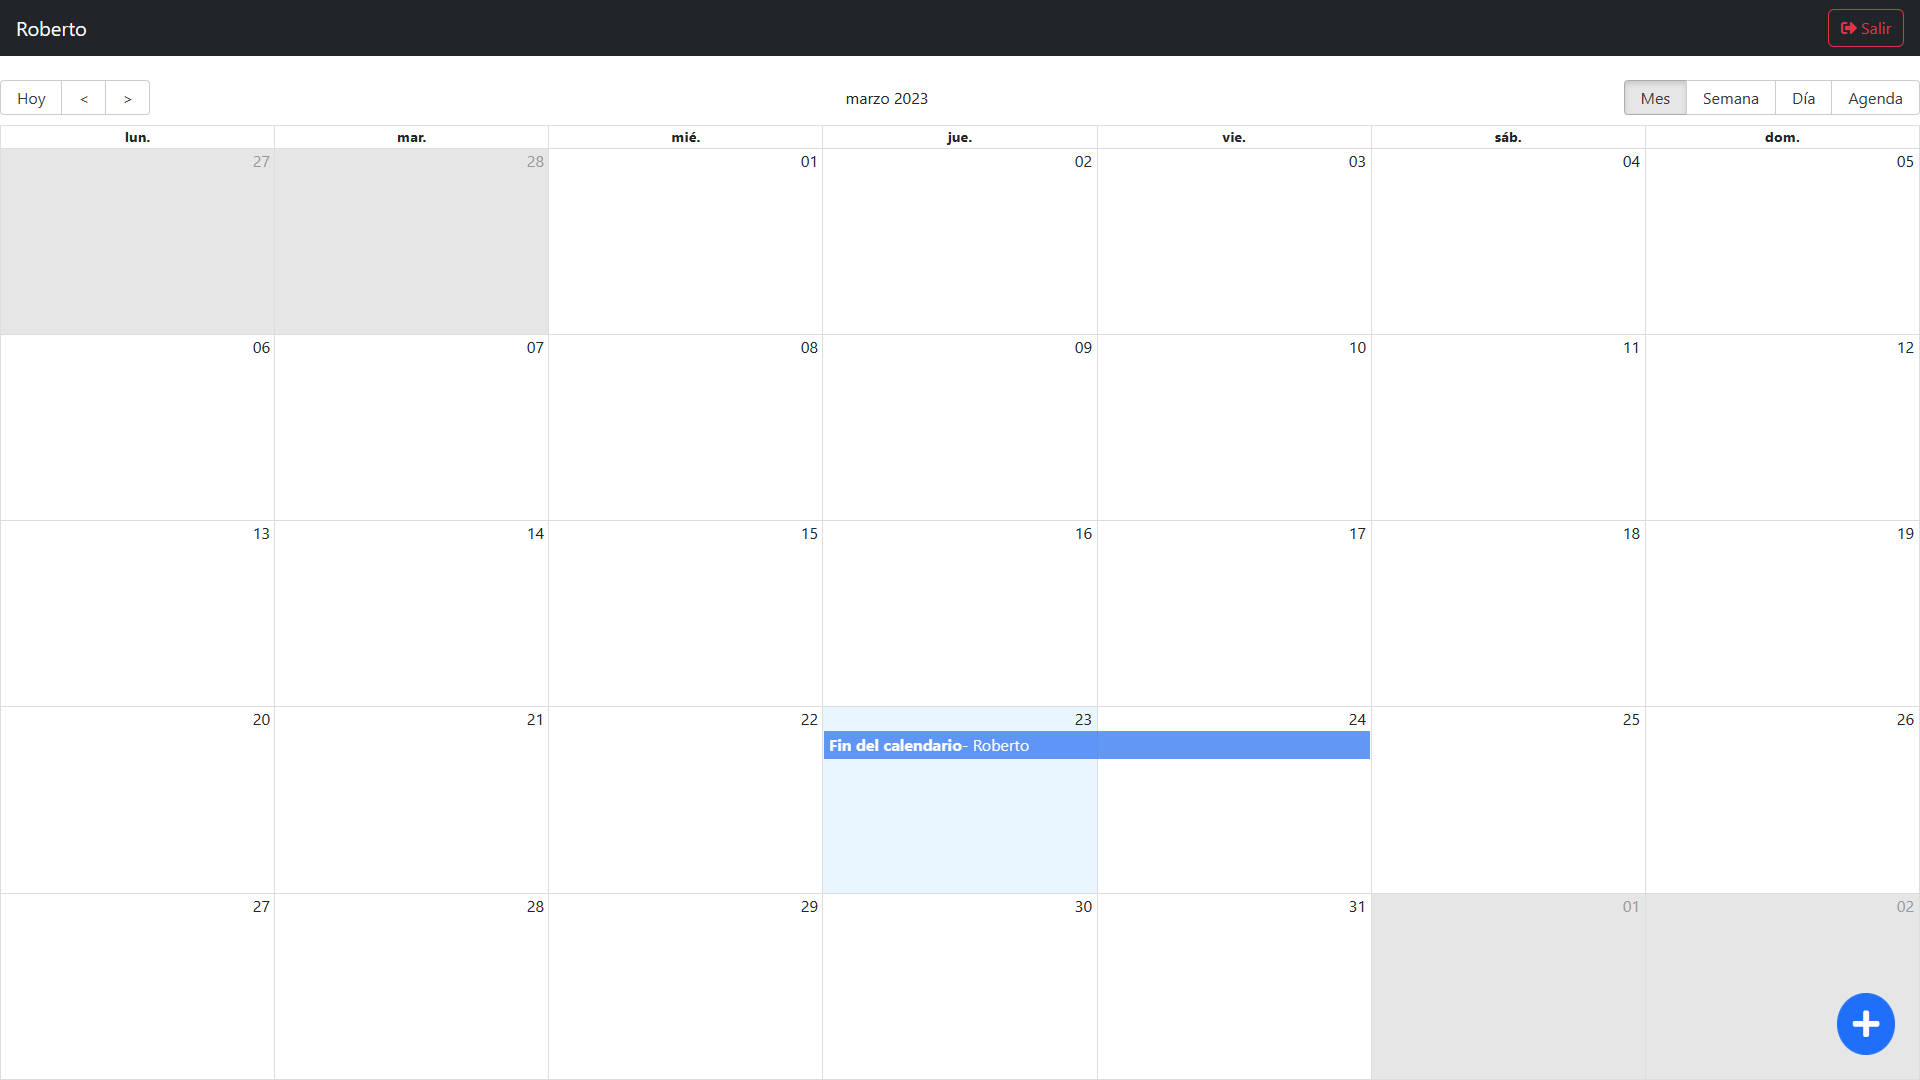 Roberto
Salir
Hoy < > marzo 2023 Mes Semana Día Agenda
lun. mar. mié. jue. vie. sáb. dom.
27 28 01 02 03 04 05
06 07 08 09 10 11 12
13 14 15 16 17 18 19
20 21 22 23 24 25 26
Fin del calendario- Roberto
27 28 29 30 31 01 02